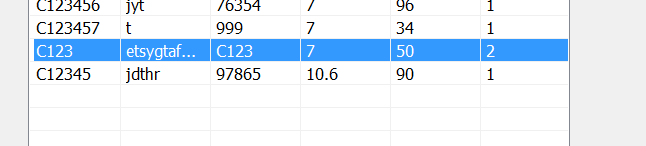 C123456 jyt 76354 7 96 1
C123457 t 999 7 34 1
C123 etsygtaf... C123 7 50 2
C12345 jdthr 97865 10.6 90 1